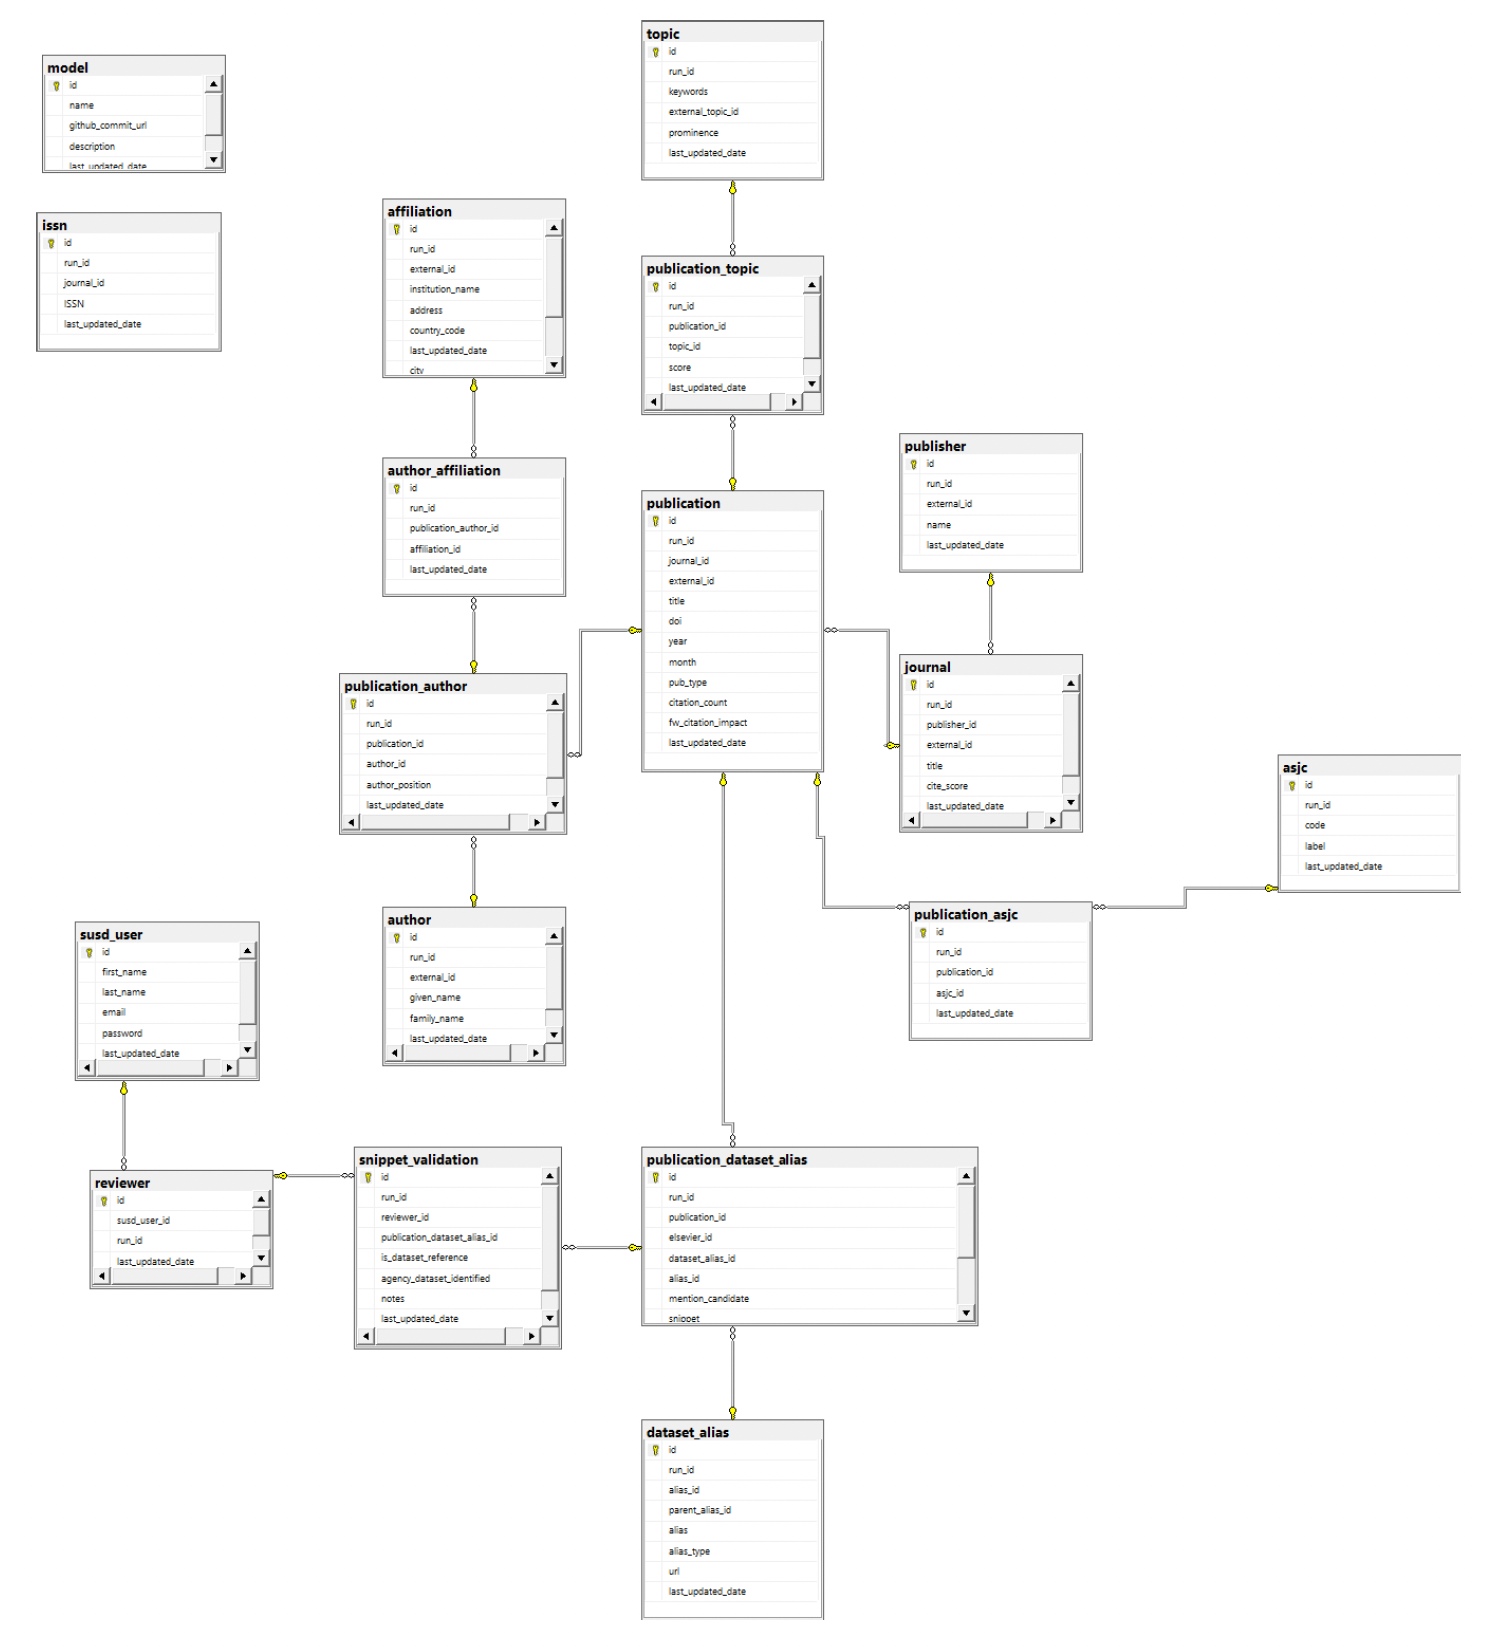 model
id
name
github_commit_url
description
last_updated_date
issn
id
run_id
journal_id
ISSN
last_updated_date
topic
id
run_id
keywords
external_topic_id
prominence
last_updated_date
affiliation
id
run_id
external_id
institution_name
address
country_code
last_updated_date
city
publication_topic
id
run_id
publication_id
topic_id
score
last_updated_date
author_affiliation
id
run_id
publication_author_id
affiliation_id
last_updated_date
publication
id
run_id
journal_id
external_id
title
doi
year
month
pub_type
citation_count
fw_citation_impact
last_updated_date
publisher
id
run_id
external_id
name
last_updated_date
publication_author
id
run_id
publication_id
author_id
author_position
last_updated_date
journal
id
run_id
publisher_id
external_id
title
cite_score
last_updated_date
asjc
id
run_id
code
label
last_updated_date
author
id
run_id
external_id
given_name
family_name
last_updated_date
publication_asjc
id
run_id
publication_id
asjc_id
last_updated_date
susd_user
id
first_name
last_name
email
password
last_updated_date
reviewer
id
susd_user_id
run_id
last_updated_date
snippet_validation
id
run_id
reviewer_id
publication_dataset_alias_id
is_dataset_reference
agency_dataset_identified
notes
last_updated_date
publication_dataset_alias
id
run_id
publication_id
elsevier_id
dataset_alias_id
alias_id
mention_candidate
snippet
dataset_alias
id
run_id
alias_id
parent_alias_id
alias
alias_type
url
last_updated_date